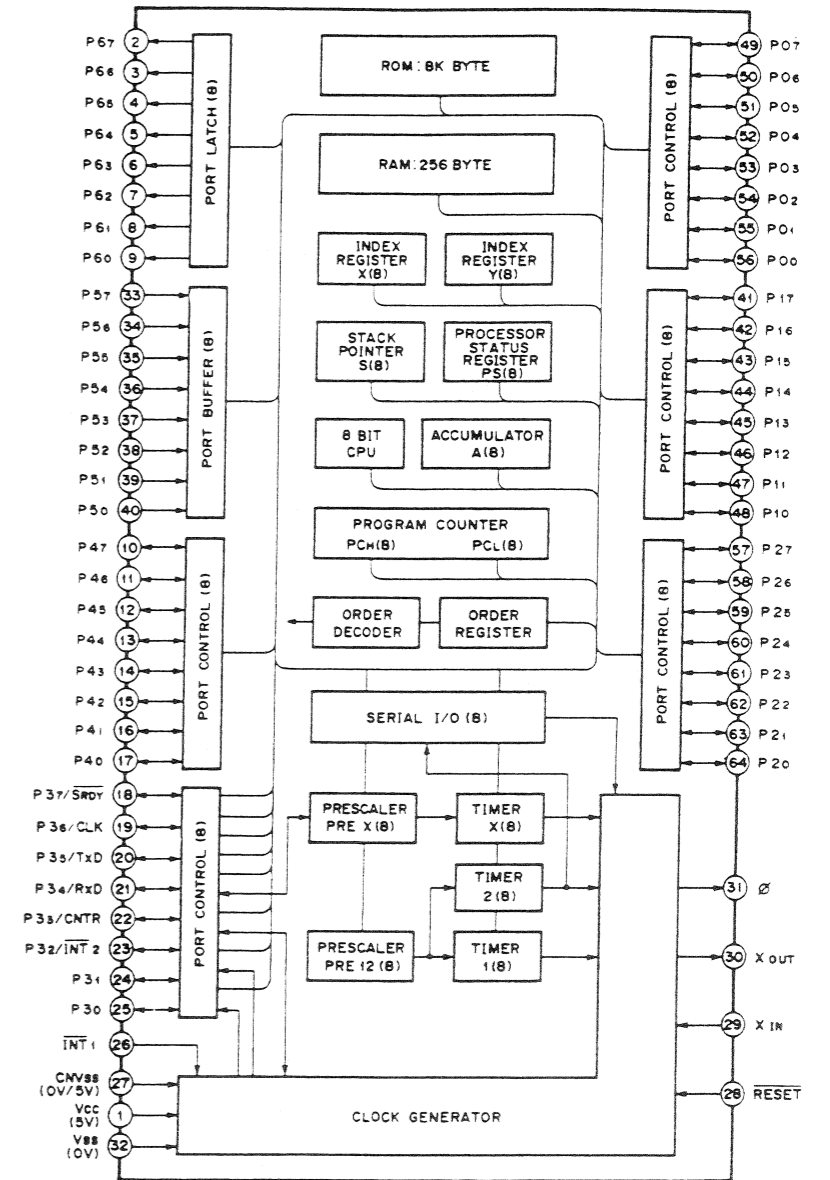 P67 2
P66 3
P65 4
P64 5
P63 6
P62 7
P61 8
P60 9
PORT LATCH (8)
P57 33
P56 34
P55 35
P54 36
P53 37
P52 38
P51 39
P50 40
PORT BUFFER (8)
P47 10
P46 11
P45 12
P44 13
P43 14
P42 15
P41 16
P40 17
PORT CONTROL (8)
P37/SRDY 18
P36/CLK 19
P35/TxD 20
P34/RxD 21
P33/CNTR 22
P32/INT2 23
P31 24
P30 25
PORT CONTROL (8)
INT1 26
CNVSS 27
(0V/5V)
VCC 1
(5V)
VSS 32
(0V)
ROM:8K BYTE
RAM:256 BYTE
INDEX
REGISTER
X(8)
INDEX
REGISTER
Y(8)
STACK
POINTER
S(8)
PROCESSOR
STATUS
REGISTER
PS(8)
8 BIT
CPU
ACCUMULATOR
A(8)
PROGRAM COUNTER
PCH(8) PCL(8)
ORDER
DECODER
ORDER
REGISTER
SERIAL I/O (8)
PRESCALER
PRE X(8)
TIMER
X(8)
TIMER
2(8)
PRESCALER
PRE 12(8)
TIMER
1(8)
CLOCK GENERATOR
PORT CONTROL (8)
49 P07
50 P06
51 P05
52 P04
53 P03
54 P02
55 P01
56 P00
PORT CONTROL (8)
41 P17
42 P16
43 P15
44 P14
45 P13
46 P12
47 P11
48 P10
PORT CONTROL (8)
57 P27
58 P26
59 P25
60 P24
61 P23
62 P22
63 P21
64 P20
31 Ø
30 XOUT
29 XIN
28 RESET